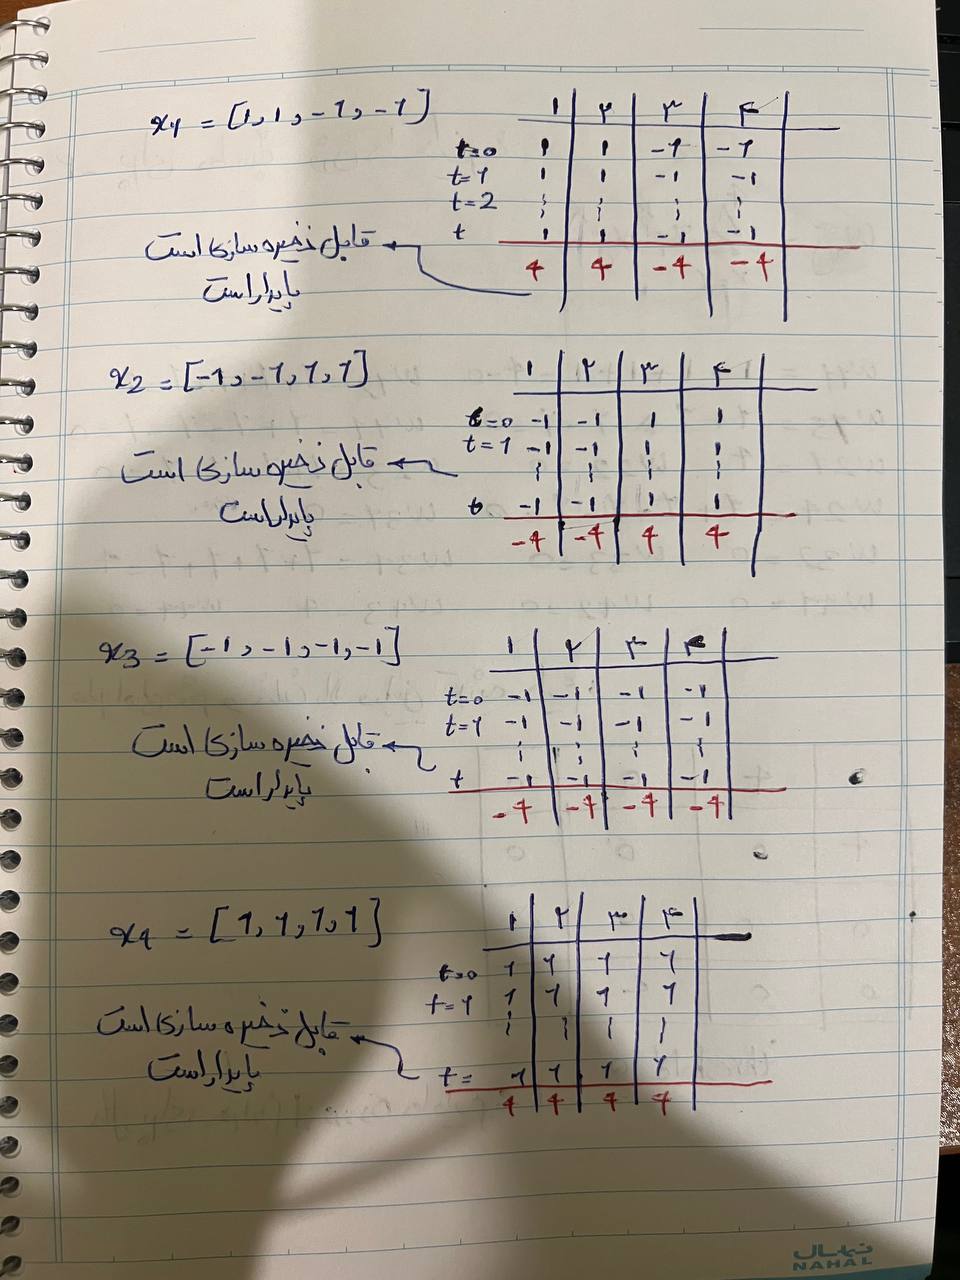 x1 = [1, 1, -1, -1]
۱ ۲ ۳ ۴
t=0 1 1 -1 -1
t=1 1 1 -1 -1
t=2 ⋮ ⋮ ⋮ ⋮
t 1 1 -1 -1
4 4 -4 -4
قابل ذخیره سازی است
پایدار است
x2 = [-1, -1, 1, 1]
۱ ۲ ۳ ۴
t=0 -1 -1 1 1
t=1 -1 -1 1 1
⋮ ⋮ ⋮ ⋮
t -1 -1 1 1
-4 -4 4 4
قابل ذخیره سازی است
پایدار است
x3 = [-1, -1, -1, -1]
۱ ۲ ۳ ۴
t=0 -1 -1 -1 -1
t=1 -1 -1 -1 -1
⋮ ⋮ ⋮ ⋮
t -1 -1 -1 -1
-4 -4 -4 -4
قابل ذخیره سازی است
پایدار است
x4 = [1, 1, 1, 1]
۱ ۲ ۳ ۴
t=0 1 1 1 1
t=1 1 1 1 1
⋮ ⋮ ⋮ ⋮
t= 1 1 1 1
4 4 4 4
قابل ذخیره سازی است
پایدار است
نهال
NAHAL